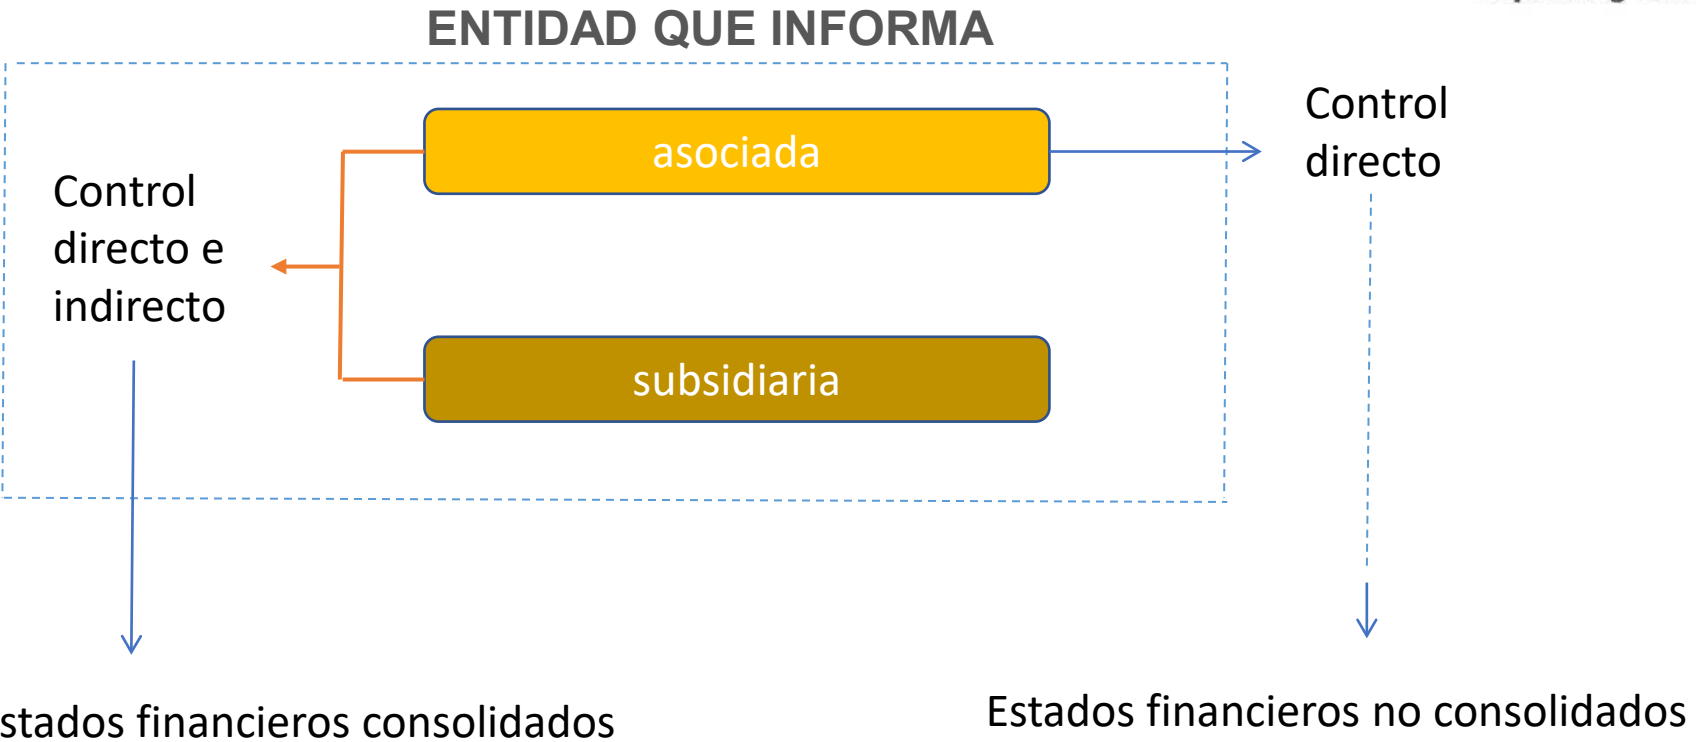 ENTIDAD QUE INFORMA
asociada
Control
directo
Control
directo e
indirecto
subsidiaria
stados financieros consolidados
Estados financieros no consolidados